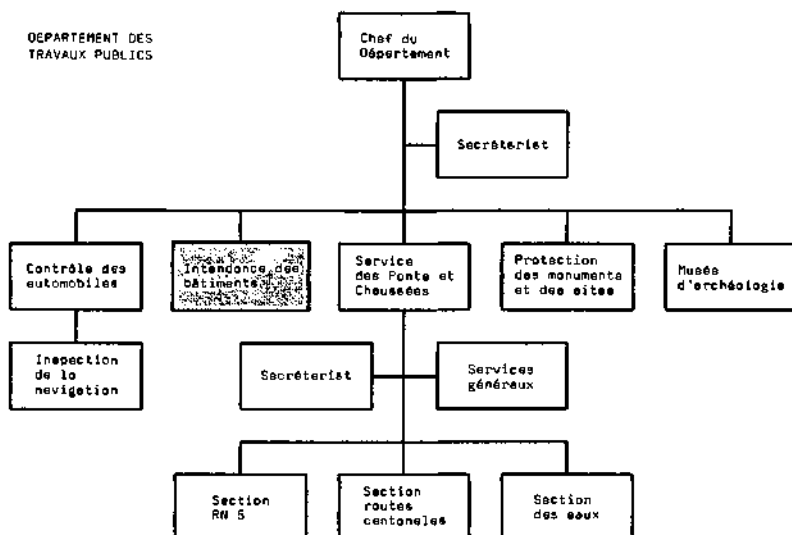 DEPARTEMENT DES
TRAVAUX PUBLICS
Chef du
Département
Secrétariat
Contrôle des
automobiles
Intendance des
bâtiments
Service
des Ponts et
Chaussées
Protection
des monuments
et des sites
Musée
d'archéologie
Inspection
de la
navigation
Secrétariat
Services
généraux
Section
RN 5
Section
routes
cantonales
Section
des eaux